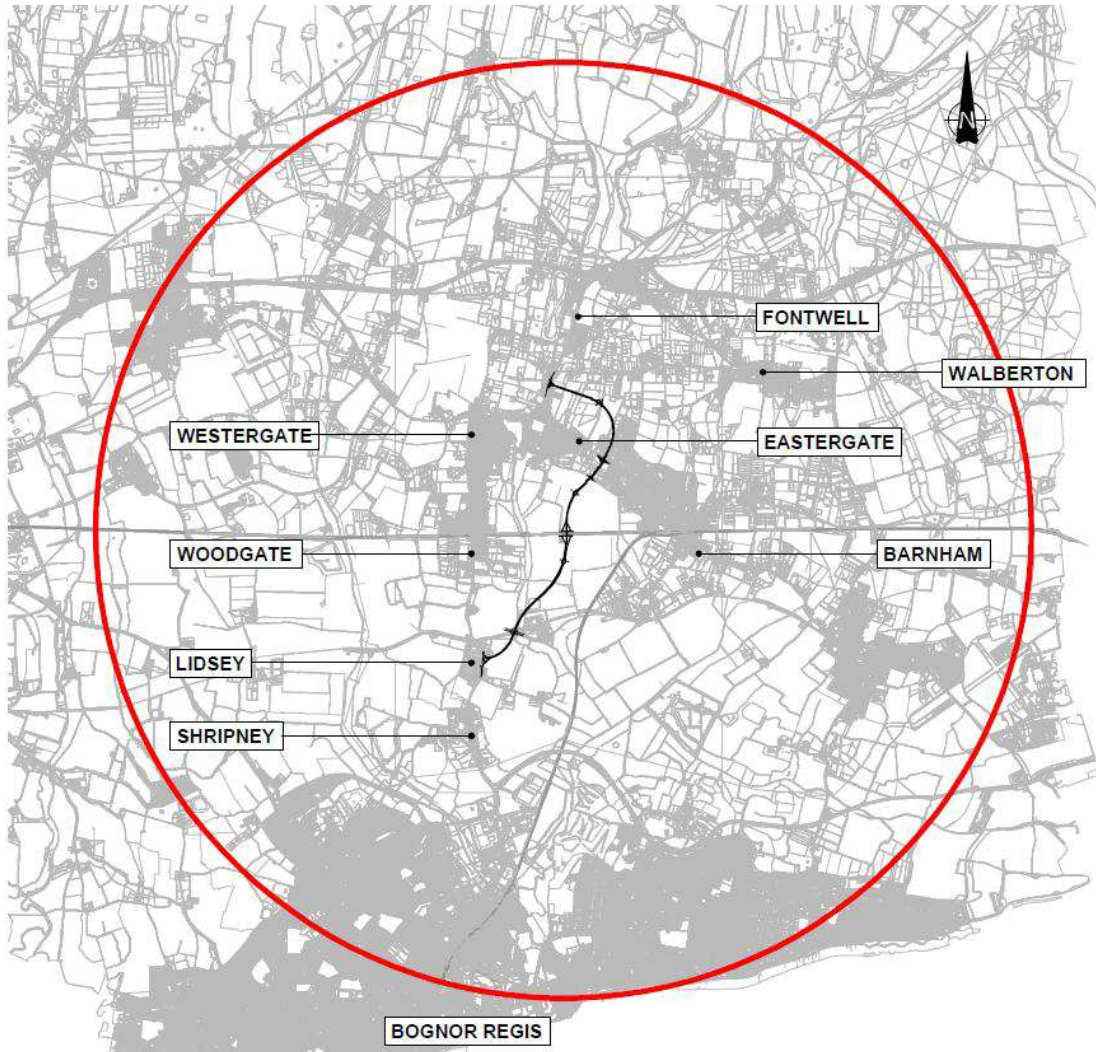 N
FONTWELL
WALBERTON
WESTERGATE
EASTERGATE
WOODGATE
BARNHAM
LIDSEY
SHRIPNEY
BOGNOR REGIS